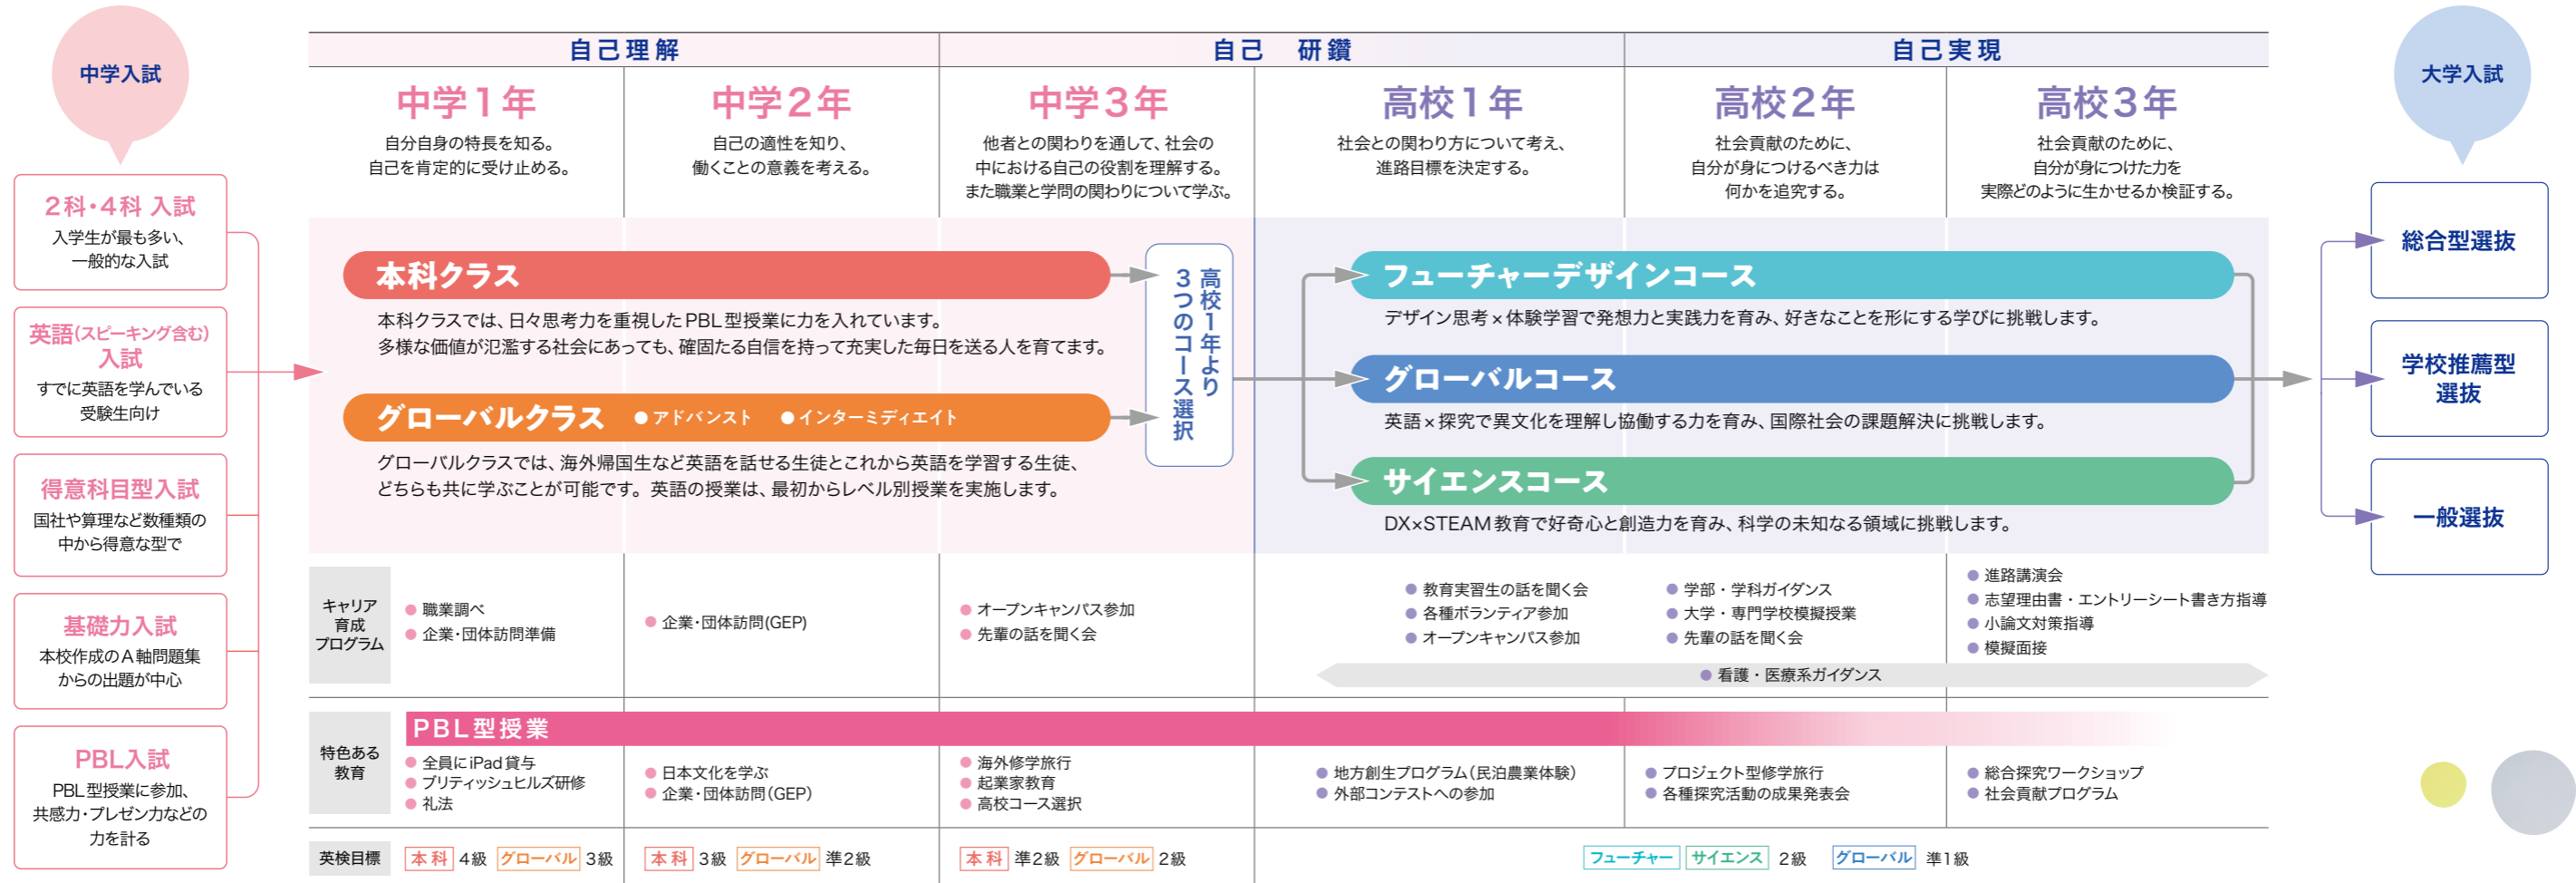 中学入試
2科・4科 入試
入学生が最も多い、
一般的な入試
英語(スピーキング含む)
入試
すでに英語を学んでいる
受験生向け
得意科目型入試
国社や算理など数種類の
中から得意な型で
基礎力入試
本校作成のA軸問題集
からの出題が中心
PBL入試
PBL型授業に参加、
共感力・プレゼン力などの
力を計る
自己理解
自己 研鑽
自己実現
中学1年
自分自身の特長を知る。
自己を肯定的に受け止める。
中学2年
自己の適性を知り、
働くことの意義を考える。
中学3年
他者との関わりを通して、社会の
中における自己の役割を理解する。
また職業と学問の関わりについて学ぶ。
高校1年
社会との関わり方について考え、
進路目標を決定する。
高校2年
社会貢献のために、
自分が身につけるべき力は
何かを追究する。
高校3年
社会貢献のために、
自分が身につけた力を
実際どのように生かせるか検証する。
本科クラス
本科クラスでは、日々思考力を重視したPBL型授業に力を入れています。
多様な価値が氾濫する社会にあっても、確固たる自信を持って充実した毎日を送る人を育てます。
グローバルクラス ●アドバンスト ●インターミディエイト
グローバルクラスでは、海外帰国生など英語を話せる生徒とこれから英語を学習する生徒、
どちらも共に学ぶことが可能です。英語の授業は、最初からレベル別授業を実施します。
高校1年より
3つのコース選択
フューチャーデザインコース
デザイン思考×体験学習で発想力と実践力を育み、好きなことを形にする学びに挑戦します。
グローバルコース
英語×探究で異文化を理解し協働する力を育み、国際社会の課題解決に挑戦します。
サイエンスコース
DX×STEAM教育で好奇心と創造力を育み、科学の未知なる領域に挑戦します。
キャリア
育成
プログラム
●職業調べ
●企業・団体訪問準備
●企業・団体訪問(GEP)
●オープンキャンパス参加
●先輩の話を聞く会
●教育実習生の話を聞く会
●各種ボランティア参加
●オープンキャンパス参加
●学部・学科ガイダンス
●大学・専門学校模擬授業
●先輩の話を聞く会
●進路講演会
●志望理由書・エントリーシート書き方指導
●小論文対策指導
●模擬面接
●看護・医療系ガイダンス
特色ある
教育
PBL型授業
●全員にiPad貸与
●ブリティッシュヒルズ研修
●礼法
●日本文化を学ぶ
●企業・団体訪問(GEP)
●海外修学旅行
●起業家教育
●高校コース選択
●地方創生プログラム(民泊農業体験)
●外部コンテストへの参加
●プロジェクト型修学旅行
●各種探究活動の成果発表会
●総合探究ワークショップ
●社会貢献プログラム
英検目標
本科 4級 グローバル 3級
本科 3級 グローバル 準2級
本科 準2級 グローバル 2級
フューチャー サイエンス 2級 グローバル 準1級
大学入試
総合型選抜
学校推薦型
選抜
一般選抜